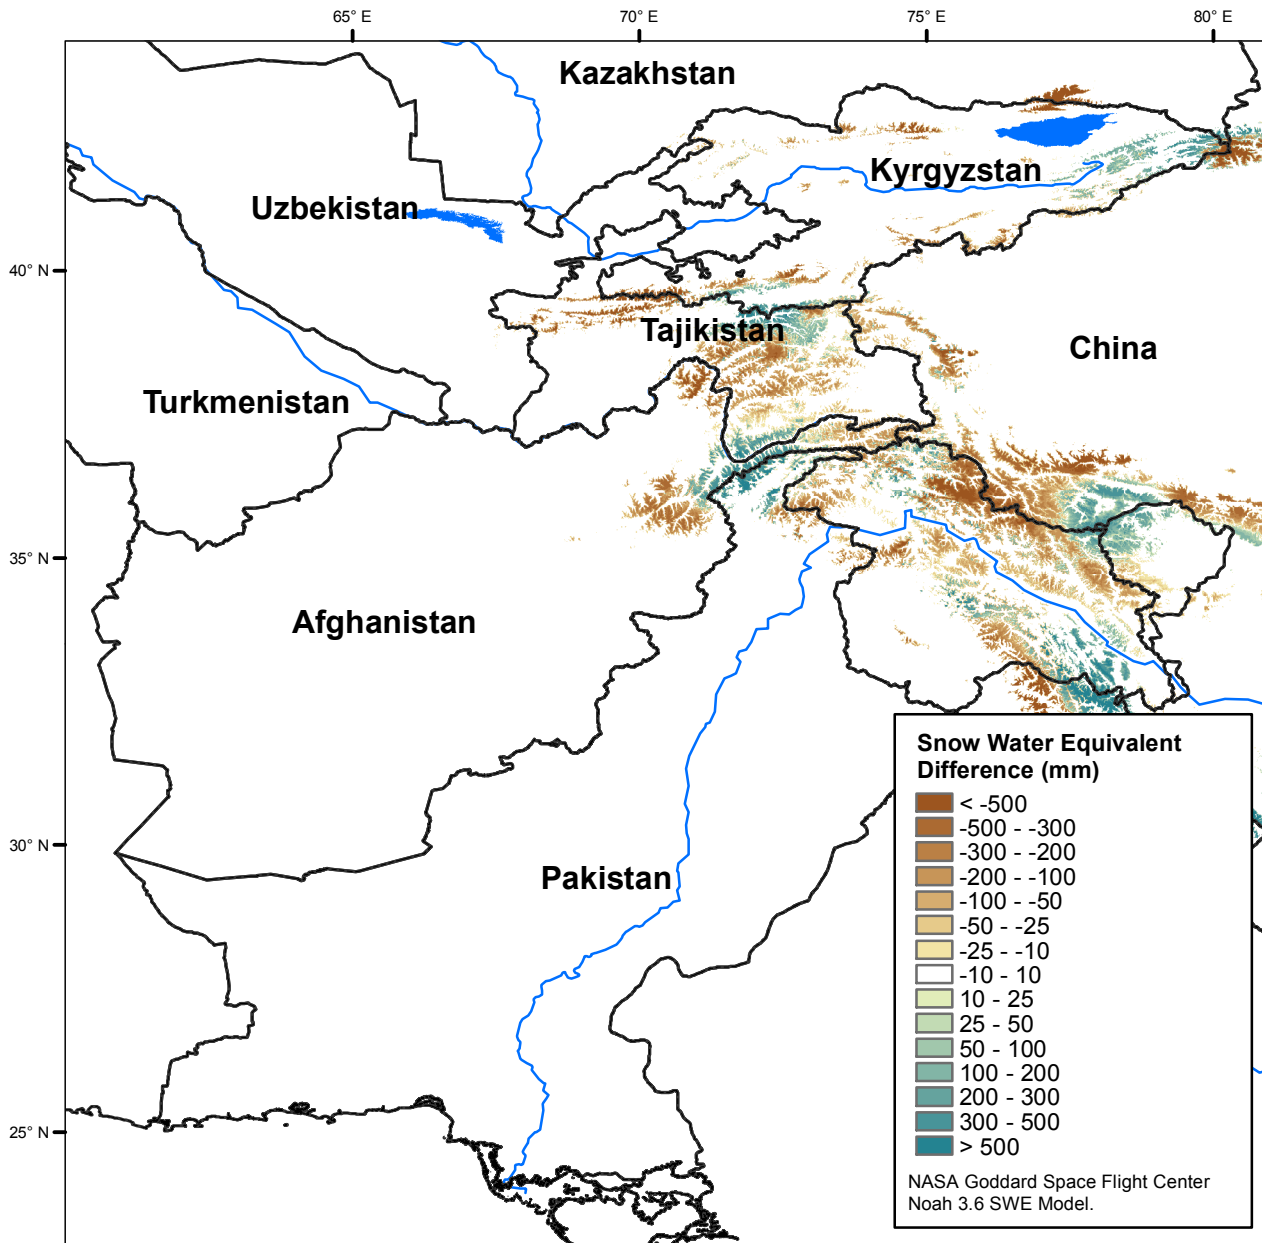 65° E
70° E
75° E
80° E
Kazakhstan
Kyrgyzstan
Uzbekistan
40° N
Tajikistan
China
Turkmenistan
35° N
Afghanistan
30° N
Pakistan
25° N
Snow Water Equivalent
Difference (mm)
< -500
-500 - -300
-300 - -200
-200 - -100
-100 - -50
-50 - -25
-25 - -10
-10 - 10
10 - 25
25 - 50
50 - 100
100 - 200
200 - 300
300 - 500
> 500
NASA Goddard Space Flight Center
Noah 3.6 SWE Model.